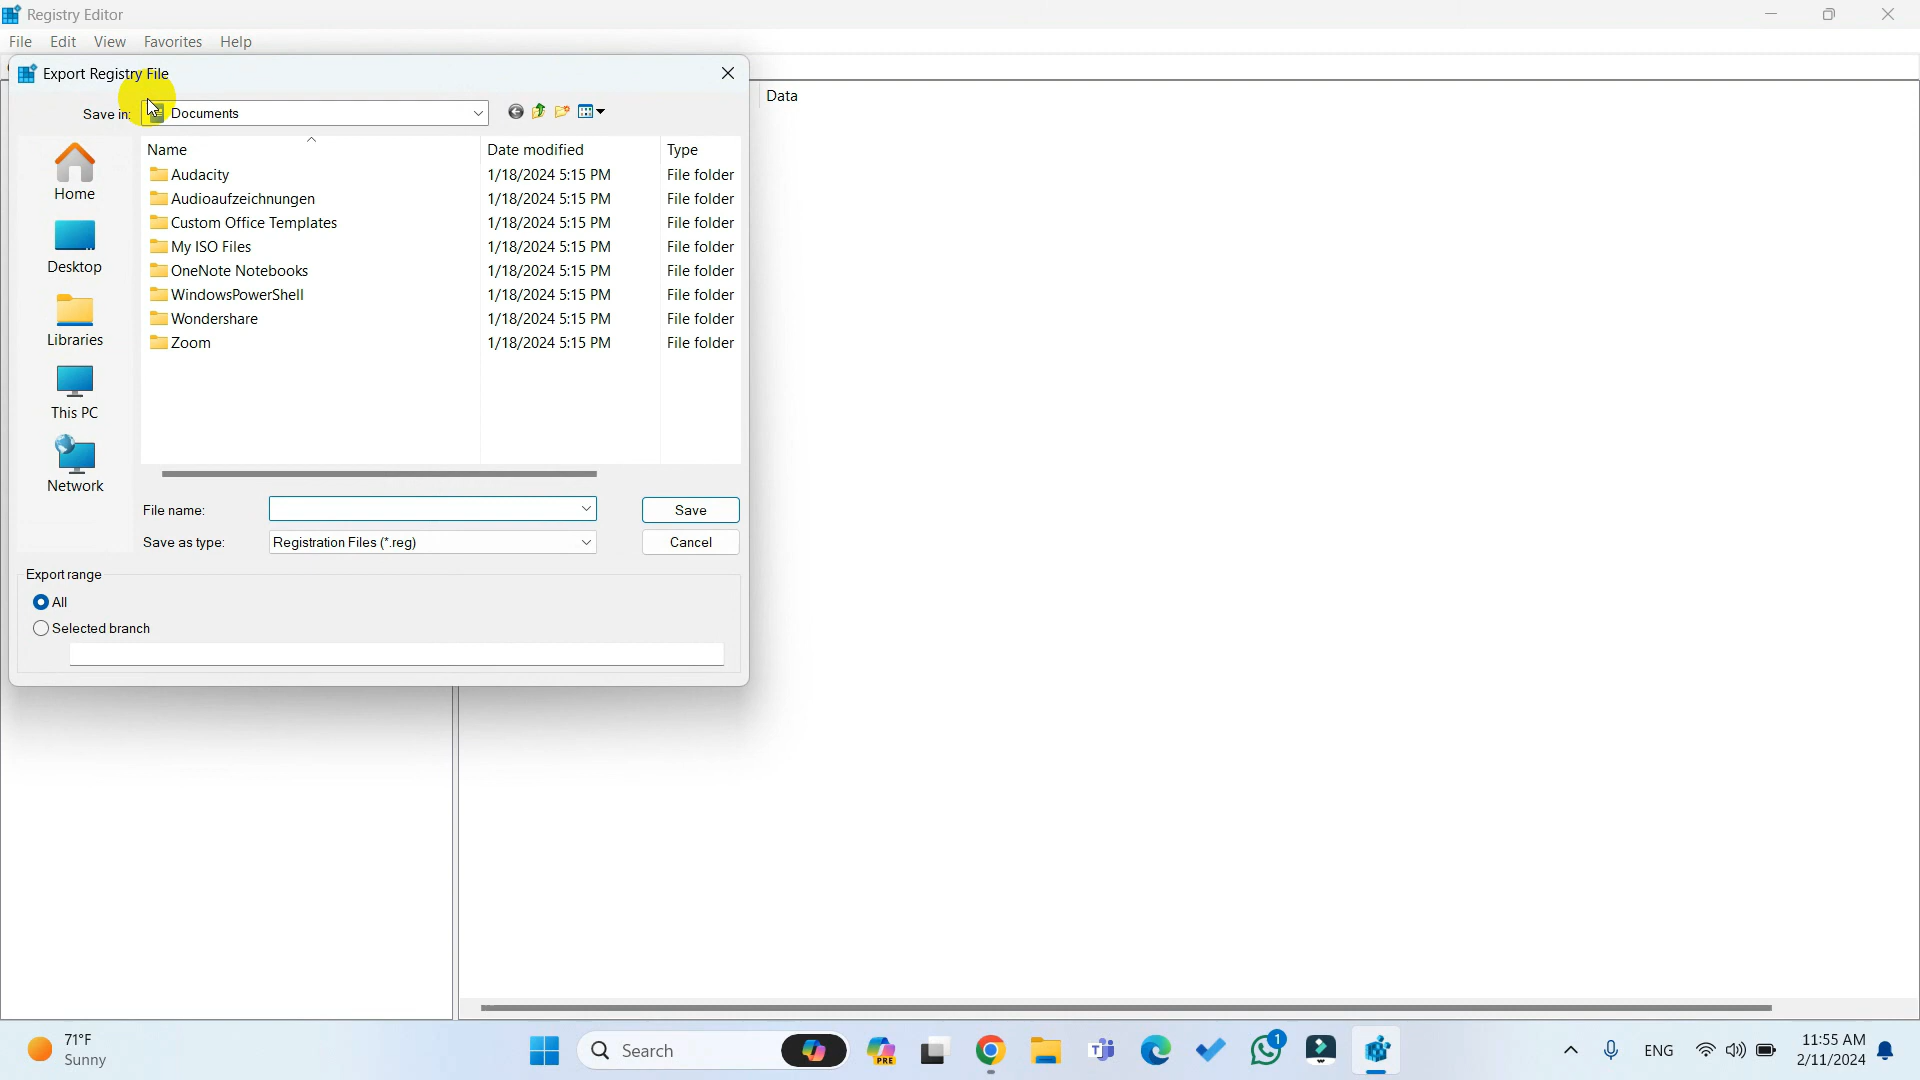 Registry Editor
File Edit View Favorites Help
Export Registry File
Data
Save in: Documents
Name Date modified Type
Audacity 1/18/2024 5:15 PM File folder
Audioaufzeichnungen 1/18/2024 5:15 PM File folder
Custom Office Templates 1/18/2024 5:15 PM File folder
My ISO Files 1/18/2024 5:15 PM File folder
OneNote Notebooks 1/18/2024 5:15 PM File folder
WindowsPowerShell 1/18/2024 5:15 PM File folder
Wondershare 1/18/2024 5:15 PM File folder
Zoom 1/18/2024 5:15 PM File folder
Home
Desktop
Libraries
This PC
Network
File name: Save
Save as type: Registration Files (*.reg) Cancel
Export range
All
Selected branch
71°F
Sunny
Search
PRE
1
ENG
11:55 AM
2/11/2024